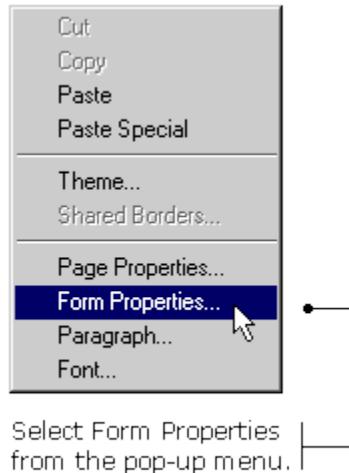 Cut
Copy
Paste
Paste Special
Theme...
Shared Borders...
Page Properties...
Form Properties...
Paragraph...
Font...
Select Form Properties
from the pop-up menu.